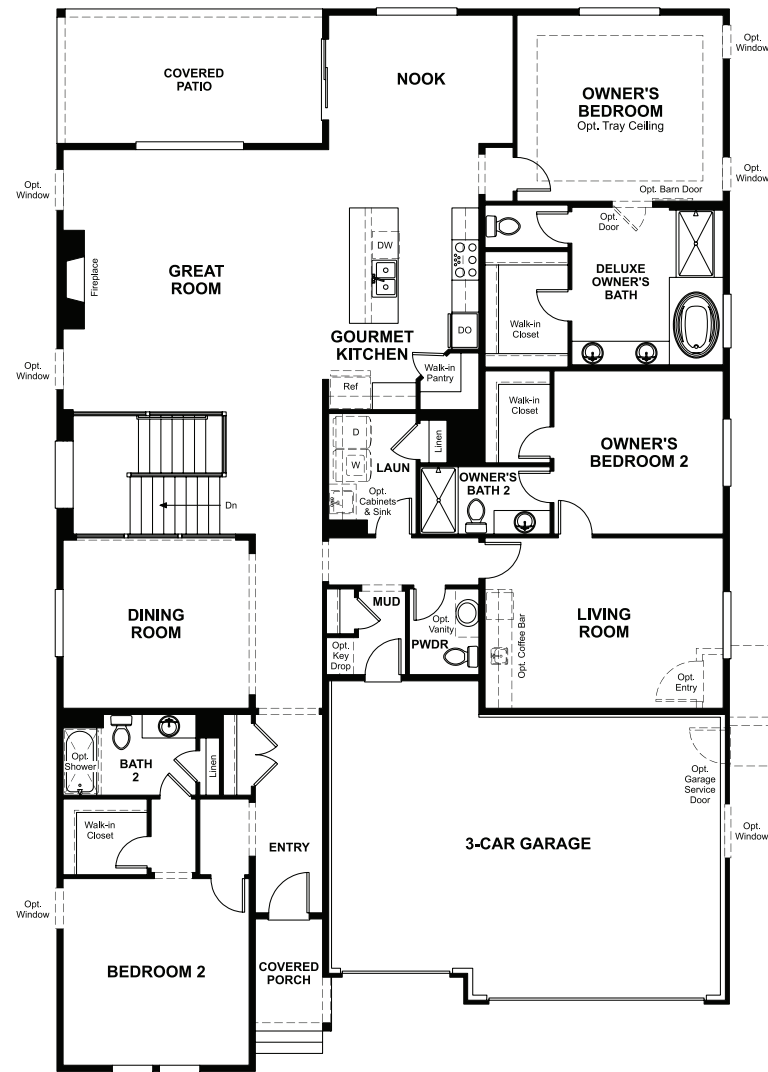 COVERED
PATIO
NOOK
OWNER'S
BEDROOM
Opt. Tray Ceiling
Opt.
Window
Opt.
Window
Opt. Barn Door
Opt.
Door
Opt.
Window
Fireplace
GREAT
ROOM
DW
DO
GOURMET
KITCHEN
Ref
Walk-in
Pantry
DELUXE
OWNER'S
BATH
Walk-in
Closet
Opt.
Window
Walk-in
Closet
OWNER'S
BEDROOM 2
D
W
LAUN
Linen
Opt.
Cabinets
& Sink
OWNER'S
BATH 2
Dn
DINING
ROOM
MUD
Opt.
Key
Drop
Opt.
Vanity
PWDR
Opt. Coffee Bar
LIVING
ROOM
Opt.
Entry
Opt.
Shower
BATH
2
Linen
Walk-in
Closet
ENTRY
3-CAR GARAGE
Opt.
Garage
Service
Door
Opt.
Window
Opt.
Window
BEDROOM 2
COVERED
PORCH